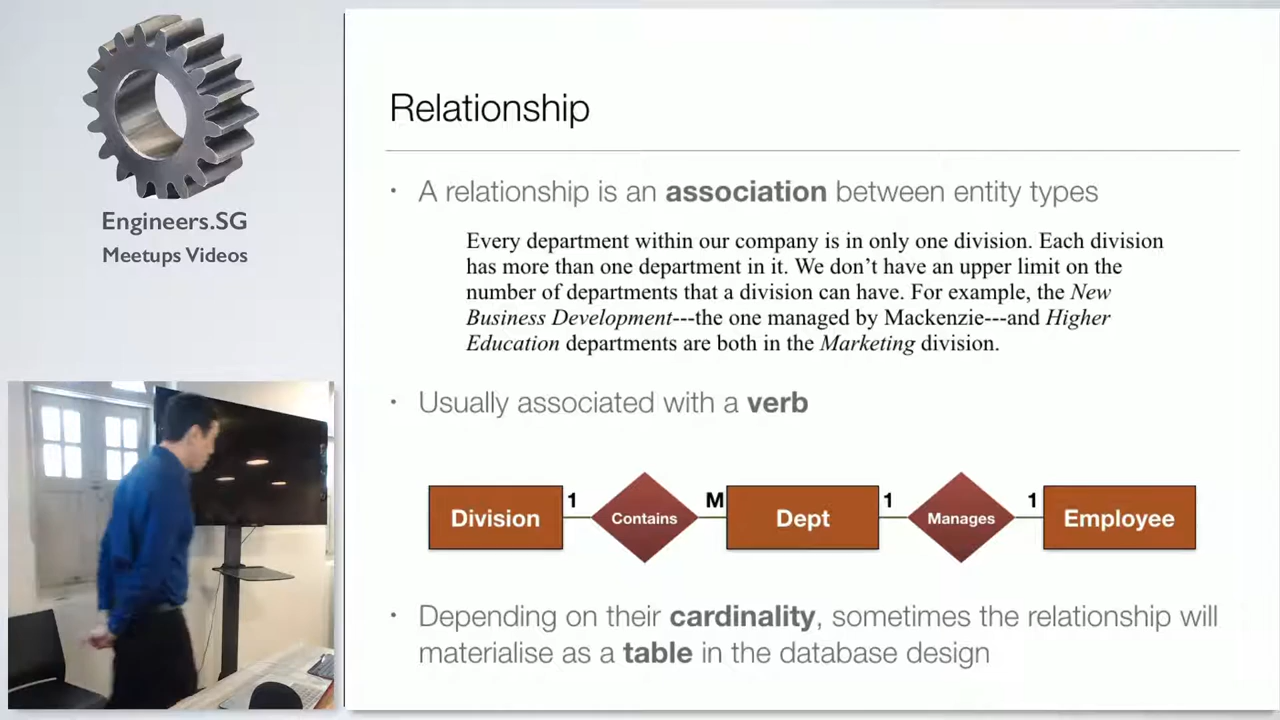 Engineers.SG
Meetups Videos
Relationship
• A relationship is an association between entity types
Every department within our company is in only one division. Each division
has more than one department in it. We don't have an upper limit on the
number of departments that a division can have. For example, the New
Business Development---the one managed by Mackenzie---and Higher
Education departments are both in the Marketing division.
• Usually associated with a verb
Division 1 Contains M Dept 1 Manages 1 Employee
• Depending on their cardinality, sometimes the relationship will
materialise as a table in the database design